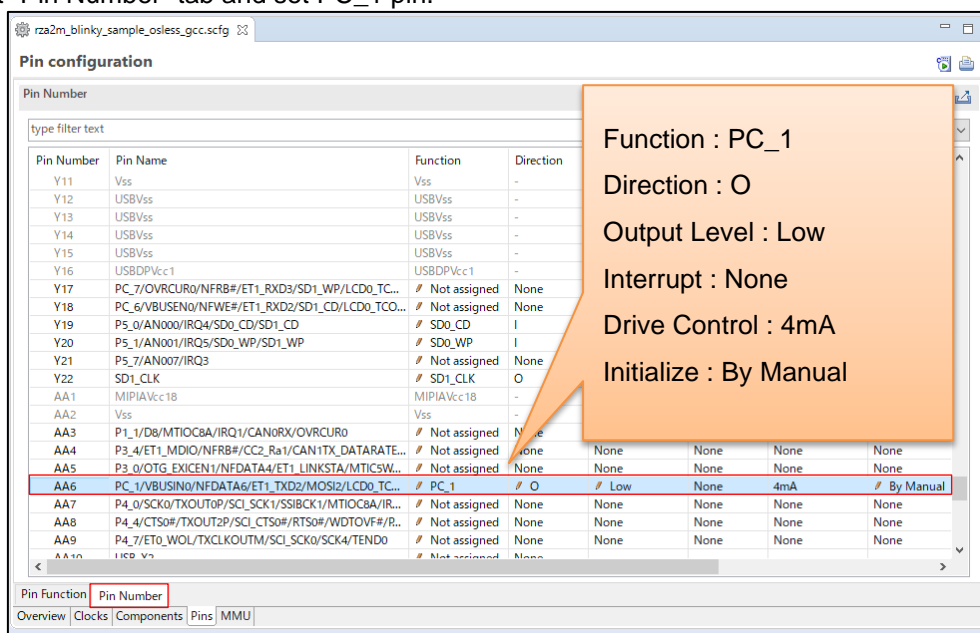 "Pin Number" tab and set PC_1 pin.
rza2m_blinky_sample_osless_gcc.scfg
Pin configuration
Pin Number
type filter text
Pin Number Pin Name Function Direction
Y11 Vss Vss -
Y12 USBVss USBVss -
Y13 USBVss USBVss -
Y14 USBVss USBVss -
Y15 USBVss USBVss -
Y16 USBDPVcc1 USBDPVcc1 -
Y17 PC_7/OVRCUR0/NFRB#/ET1_RXD3/SD1_WP/LCD0_TC... Not assigned None
Y18 PC_6/VBUSEN0/NFWE#/ET1_RXD2/SD1_CD/LCD0_TCO... Not assigned None
Y19 P5_0/AN000/IRQ4/SD0_CD/SD1_CD SD0_CD I
Y20 P5_1/AN001/IRQ5/SD0_WP/SD1_WP SD0_WP I
Y21 P5_7/AN007/IRQ3 Not assigned None
Y22 SD1_CLK SD1_CLK O
AA1 MIPIAVcc18 MIPIAVcc18 -
AA2 Vss Vss -
AA3 P1_1/D8/MTIOC8A/IRQ1/CAN0RX/OVRCUR0 Not assigned
AA4 P3_4/ET1_MDIO/NFRB#/CC2_Ra1/CAN1TX_DATARATE... Not assigned None None None None None
AA5 P3_0/OTG_EXICEN1/NFDATA4/ET1_LINKSTA/MTIC5W... Not assigned None None None None None
AA6 PC_1/VBUSIN0/NFDATA6/ET1_TXD2/MOSI2/LCD0_TC... PC_1 O Low None 4mA By Manual
AA7 P4_0/SCK0/TXOUT0P/SCI_SCK1/SSIBCK1/MTIOC8A/IR... Not assigned None None None None None
AA8 P4_4/CTS0#/TXOUT2P/SCI_CTS0#/RTS0#/WDTOVF#/R... Not assigned None None None None None
AA9 P4_7/ET0_WOL/TXCLKOUTM/SCI_SCK0/SCK4/TEND0 Not assigned None None None None None
AA10 USB_X2 Not assigned None
Function : PC_1
Direction : O
Output Level : Low
Interrupt : None
Drive Control : 4mA
Initialize : By Manual
Pin Function Pin Number
Overview Clocks Components Pins MMU